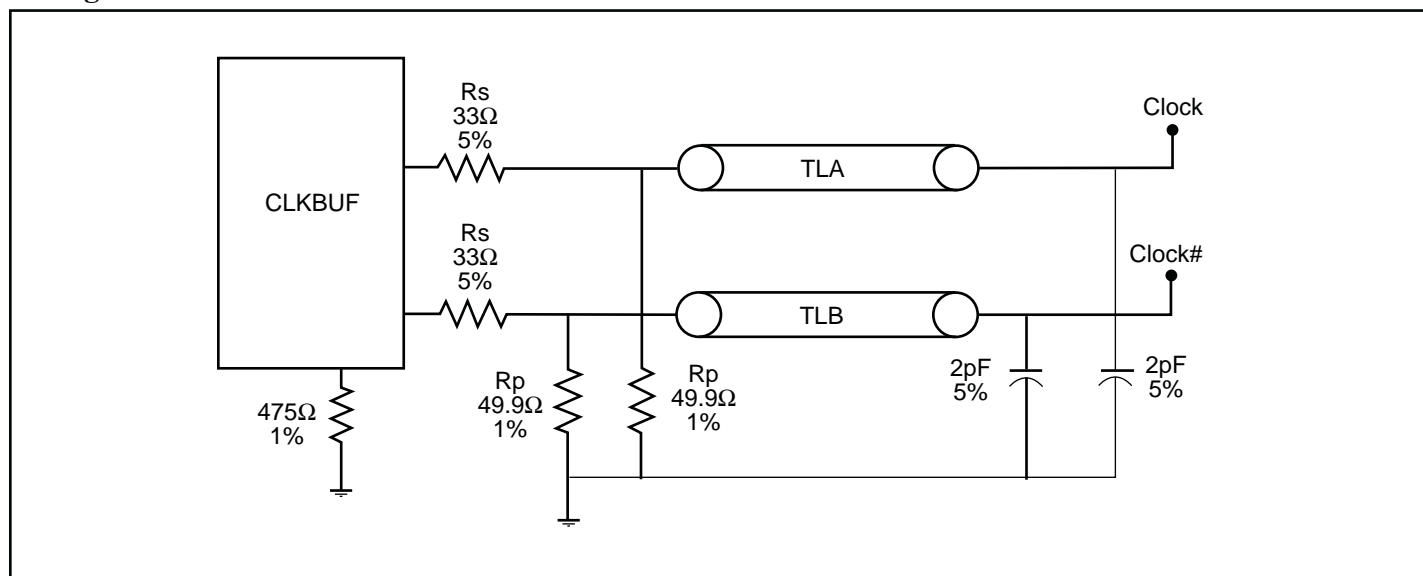 Rs
33Ω
5%
Clock
TLA
CLKBUF
Rs
33Ω
5%
Clock#
TLB
Rp
49.9Ω
1%
Rp
49.9Ω
1%
2pF
5%
2pF
5%
475Ω
1%